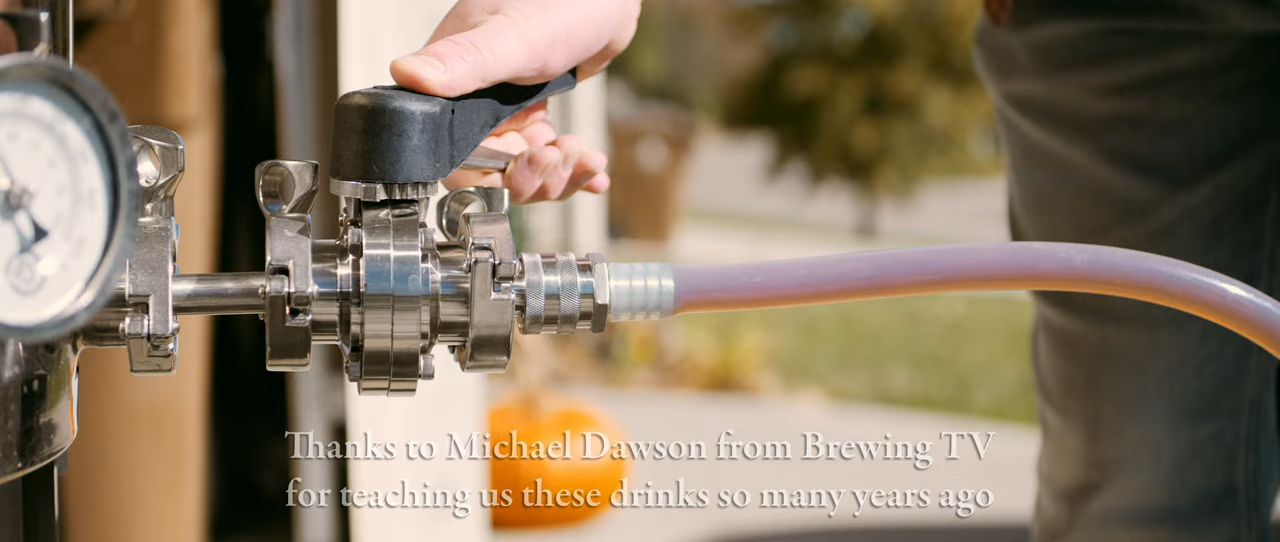 Thanks to Michael Dawson from Brewing TV
for teaching us these drinks so many years ago